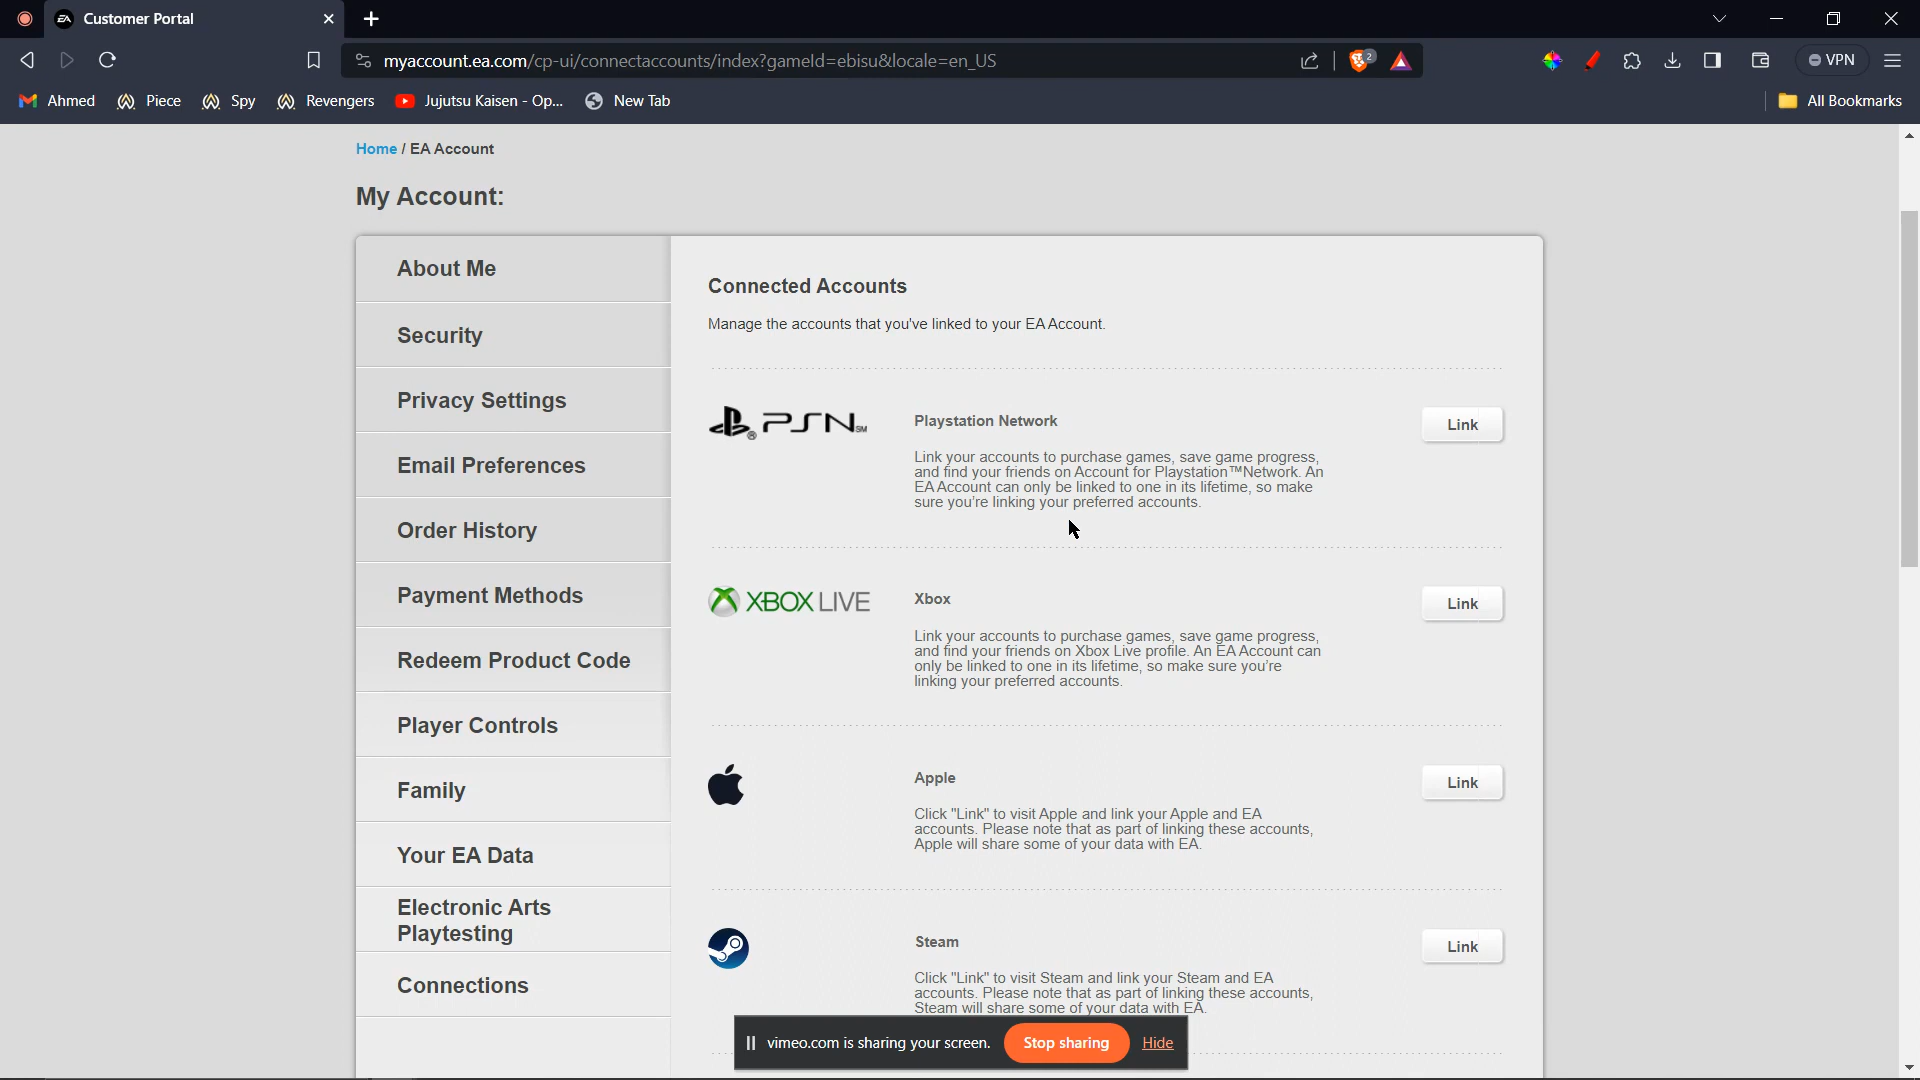 Customer Portal
myaccount.ea.com/cp-ui/connectaccounts/index?gameId=ebisu&locale=en_US
2
VPN
Ahmed
Piece
Spy
Revengers
Jujutsu Kaisen - Op...
New Tab
All Bookmarks
Home / EA Account
My Account:
About Me
Security
Privacy Settings
Email Preferences
Order History
Payment Methods
Redeem Product Code
Player Controls
Family
Your EA Data
Electronic Arts
Playtesting
Connections
Connected Accounts
Manage the accounts that you've linked to your EA Account.
PSN SM
Playstation Network
Link
Link your accounts to purchase games, save game progress,
and find your friends on Account for Playstation™Network. An
EA Account can only be linked to one in its lifetime, so make
sure you're linking your preferred accounts.
XBOX LIVE
Xbox
Link
Link your accounts to purchase games, save game progress,
and find your friends on Xbox Live profile. An EA Account can
only be linked to one in its lifetime, so make sure you're
linking your preferred accounts.
Apple
Link
Click "Link" to visit Apple and link your Apple and EA
accounts. Please note that as part of linking these accounts,
Apple will share some of your data with EA.
Steam
Link
Click "Link" to visit Steam and link your Steam and EA
accounts. Please note that as part of linking these accounts,
Steam will share some of your data with EA.
vimeo.com is sharing your screen.
Stop sharing
Hide